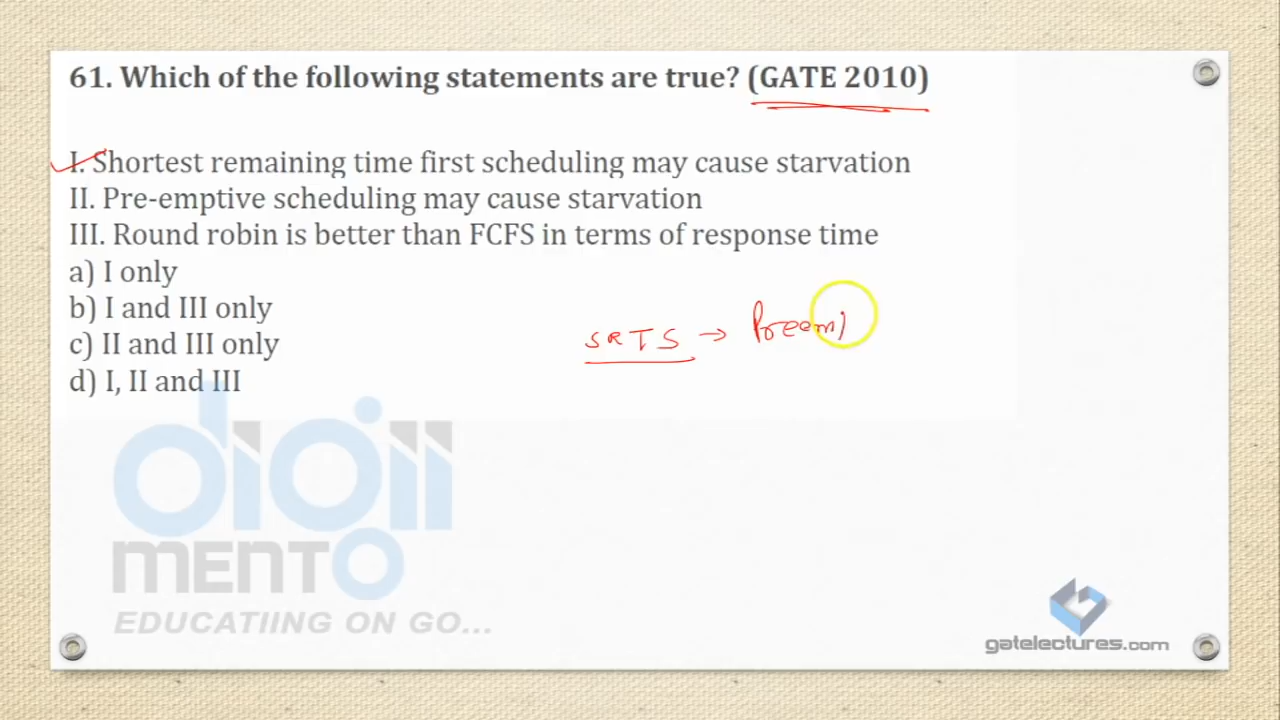 61. Which of the following statements are true? (GATE 2010)
I. Shortest remaining time first scheduling may cause starvation
II. Pre-emptive scheduling may cause starvation
III. Round robin is better than FCFS in terms of response time
a) I only
b) I and III only
c) II and III only
d) I, II and III
SRTS → Preemp
digii
MENTO
EDUCATIING ON GO...
gatelectures.com